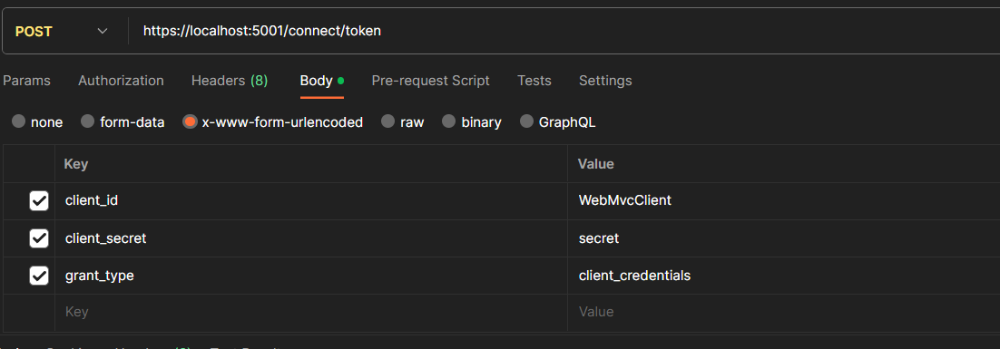 POST https://localhost:5001/connect/token
Params Authorization Headers (8) Body Pre-request Script Tests Settings
none form-data x-www-form-urlencoded raw binary GraphQL
Key Value
client_id WebMvcClient
client_secret secret
grant_type client_credentials
Key Value